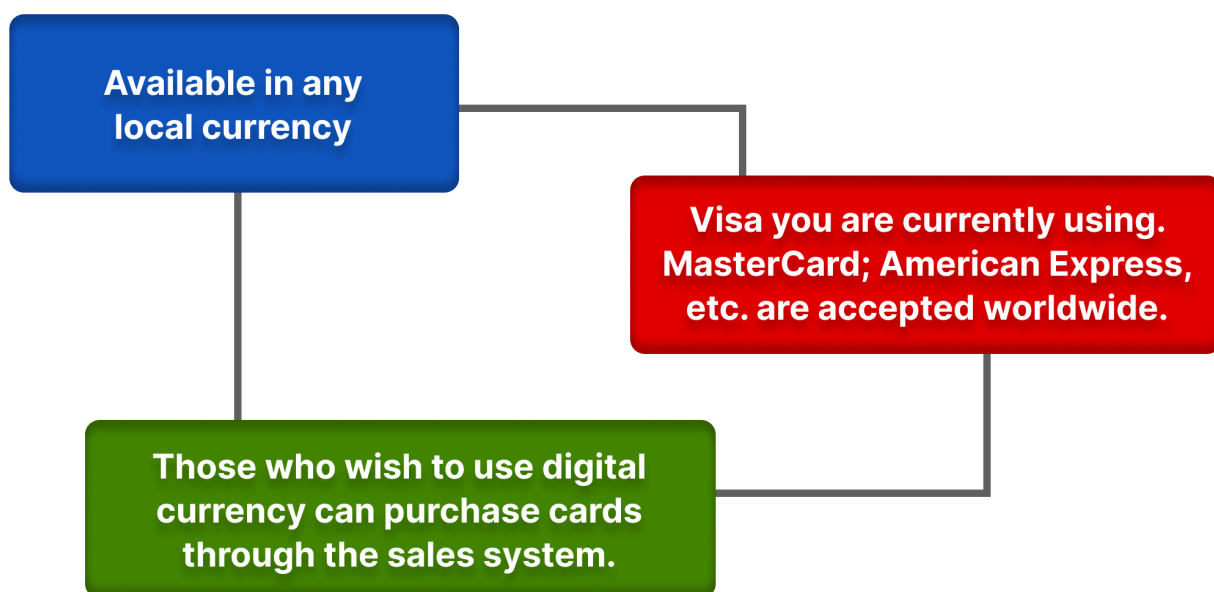 Available in any
local currency
Visa you are currently using.
MasterCard; American Express,
etc. are accepted worldwide.
Those who wish to use digital
currency can purchase cards
through the sales system.